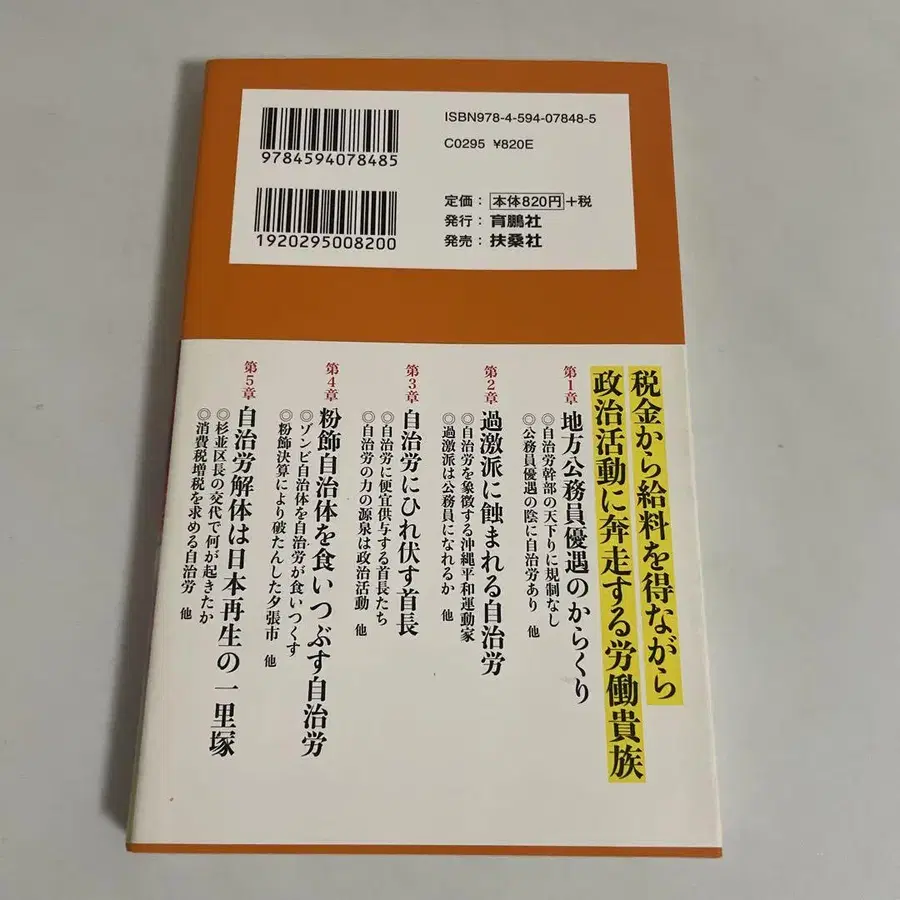 ISBN978-4-594-07848-5
C0295 ¥820E
9784594078485
定価：本体820円+税
発行：育鵬社
発売：扶桑社
1920295008200
税金から給料を得ながら
政治活動に奔走する労働貴族
第1章 地方公務員優遇のからくり
◎自治労幹部の天下りに規制なし
◎公務員優遇の陰に自治労あり 他
第2章 過激派に蝕まれる自治労
◎自治労を象徴する沖縄平和運動家
◎過激派は公務員になれるか 他
第3章 自治労にひれ伏す首長
◎自治労に便宜供与する首長たち
◎自治労の力の源泉は政治活動 他
第4章 粉飾自治体を食いつぶす自治労
◎ゾンビ自治体を自治労が食いつくす
◎粉飾決算により破たんした夕張市 他
第5章 自治労解体は日本再生の一里塚
◎杉並区長の交代で何が起きたか
◎消費税増税を求める自治労 他